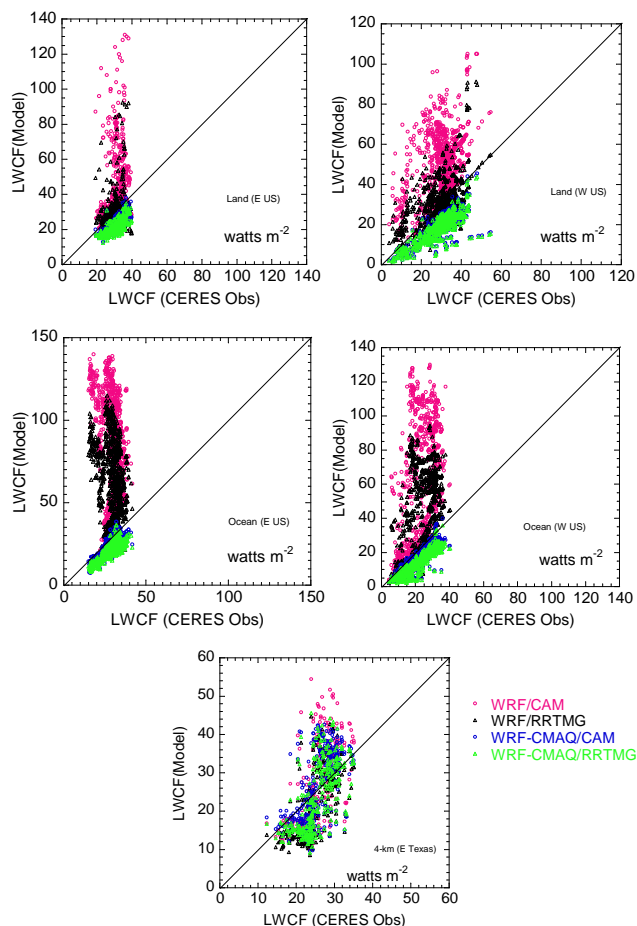 140
120
100
80
60
40
20
0
LWCF(Model)
Land (E US)
watts m-2
0 20 40 60 80 100 120 140
LWCF (CERES Obs)
120
100
80
60
40
20
0
LWCF(Model)
Land (W US)
watts m-2
0 20 40 60 80 100 120
LWCF (CERES Obs)
150
100
50
0
LWCF(Model)
Ocean (E US)
watts m-2
0 50 100 150
LWCF (CERES Obs)
140
120
100
80
60
40
20
0
LWCF(Model)
Ocean (W US)
watts m-2
0 20 40 60 80 100 120 140
LWCF (CERES Obs)
60
50
40
30
20
10
0
LWCF(Model)
4-km (E Texas)
watts m-2
0 10 20 30 40 50 60
LWCF (CERES Obs)
WRF/CAM
WRF/RRTMG
WRF-CMAQ/CAM
WRF-CMAQ/RRTMG